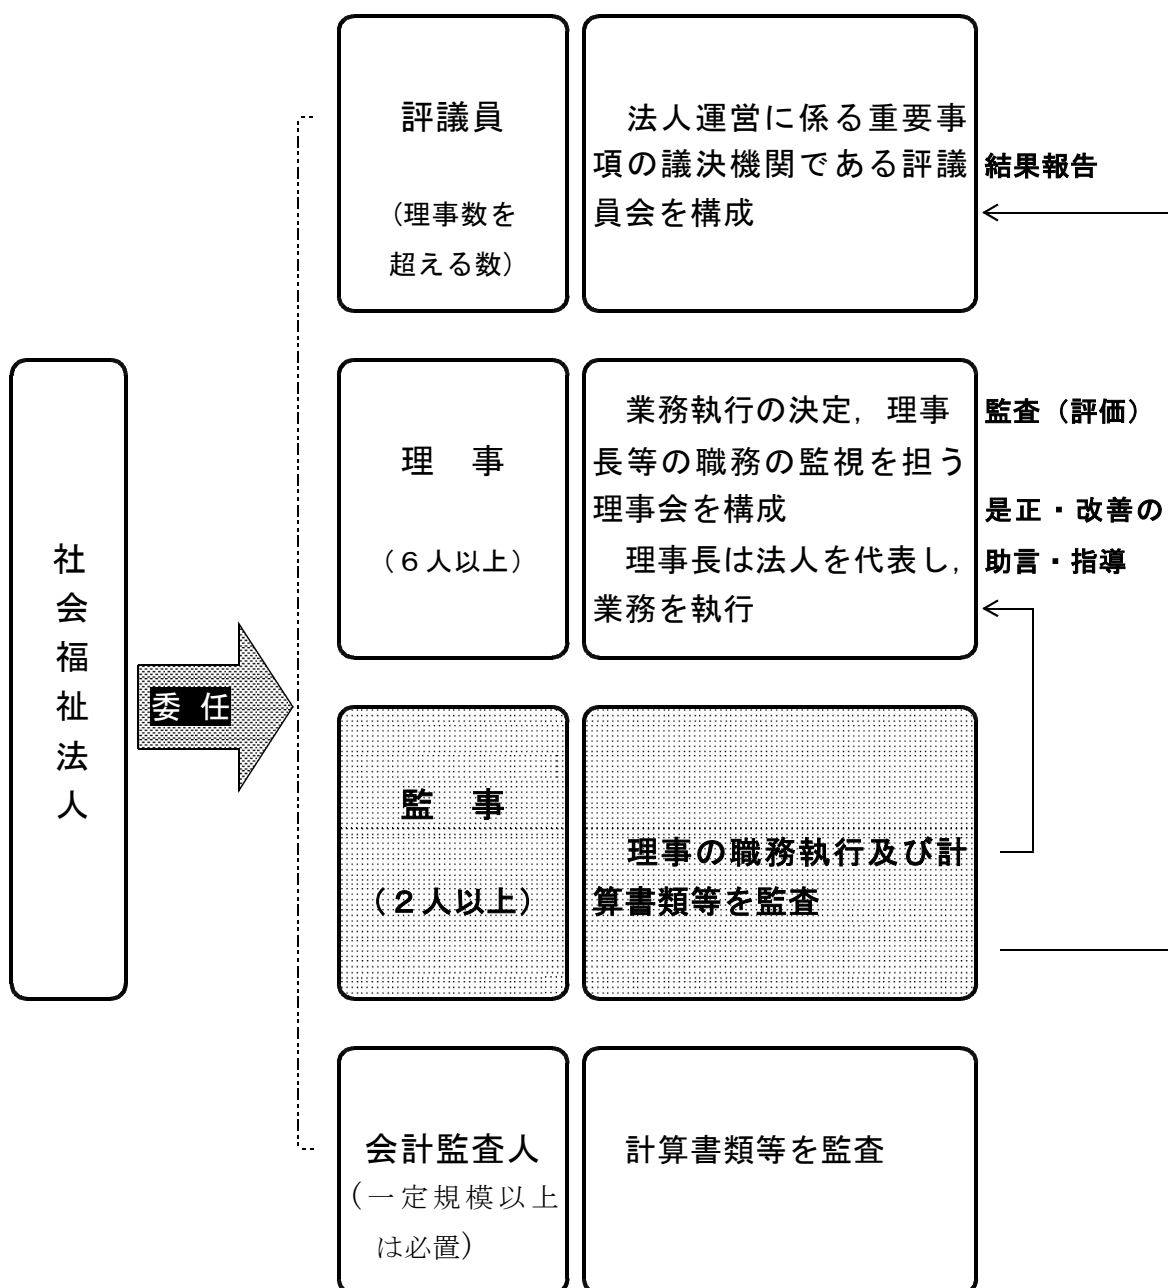 評議員
（理事数を
超える数）
法人運営に係る重要事
項の議決機関である評議
員会を構成
結果報告
理　事
（６人以上）
業務執行の決定，理事
長等の職務の監視を担う
理事会を構成
理事長は法人を代表し，
業務を執行
監査（評価）
是正・改善の
助言・指導
社会福祉法人
委 任
監　事
（２人以上）
理事の職務執行及び計
算書類等を監査
会計監査人
（一定規模以上
は必置）
計算書類等を監査